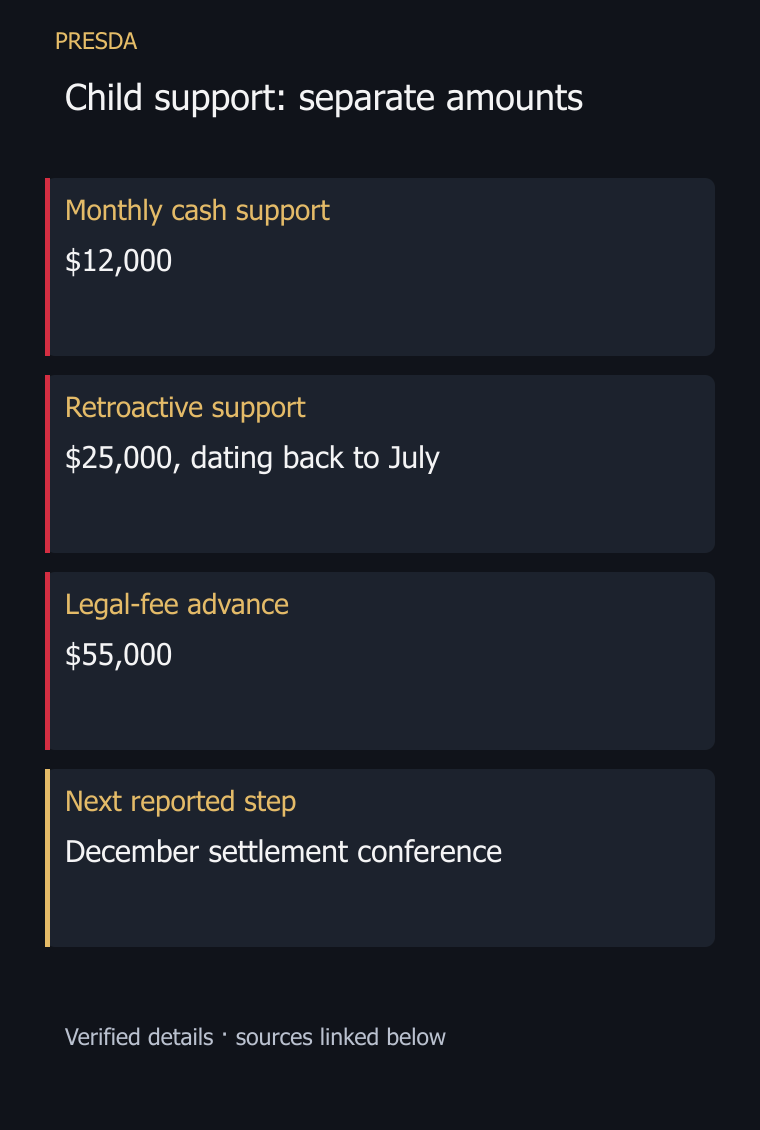 PRESDA
Child support: separate amounts
Monthly cash support
$12,000
Retroactive support
$25,000, dating back to July
Legal-fee advance
$55,000
Next reported step
December settlement conference
Verified details · sources linked below